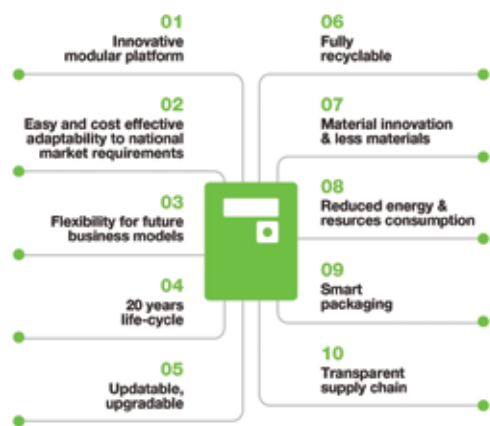 01
Innovative
modular platform
02
Easy and cost effective
adaptability to national
market requirements
03
Flexibility for future
business models
04
20 years
life-cycle
05
Updatable,
upgradable
06
Fully
recyclable
07
Material innovation
& less materials
08
Reduced energy &
resurces consumption
09
Smart
packaging
10
Transparent
supply chain